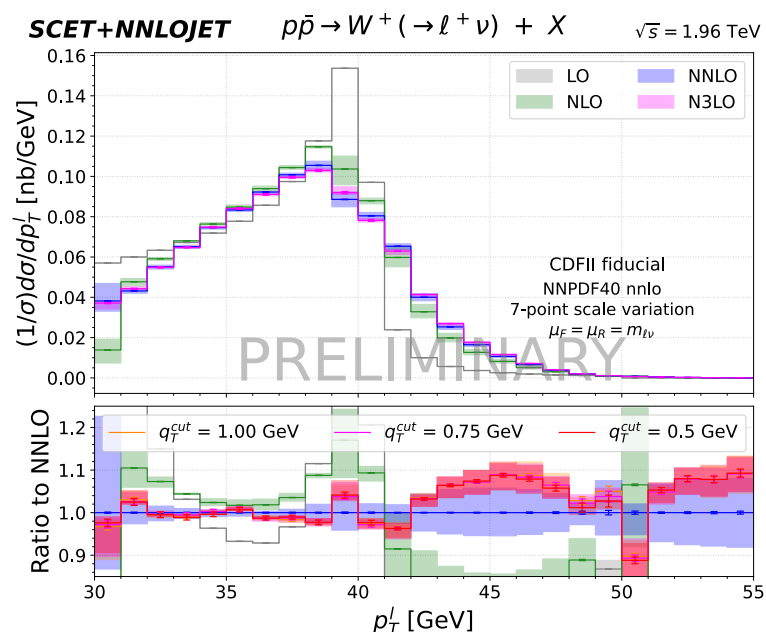 SCET+NNLOJET pp̄ → W⁺(→ ℓ⁺ν) + X √s = 1.96 TeV
(1/σ)dσ/dp_T^l [nb/GeV]
0.16
0.14
0.12
0.10
0.08
0.06
0.04
0.02
0.00
LO NNLO
NLO N3LO
CDFII fiducial
NNPDF40 nnlo
7-point scale variation
μ_F = μ_R = m_ℓν
PRELIMINARY
Ratio to NNLO
1.2
1.1
1.0
0.9
q_T^cut = 1.00 GeV q_T^cut = 0.75 GeV q_T^cut = 0.5 GeV
30 35 40 45 50 55
p_T^l [GeV]